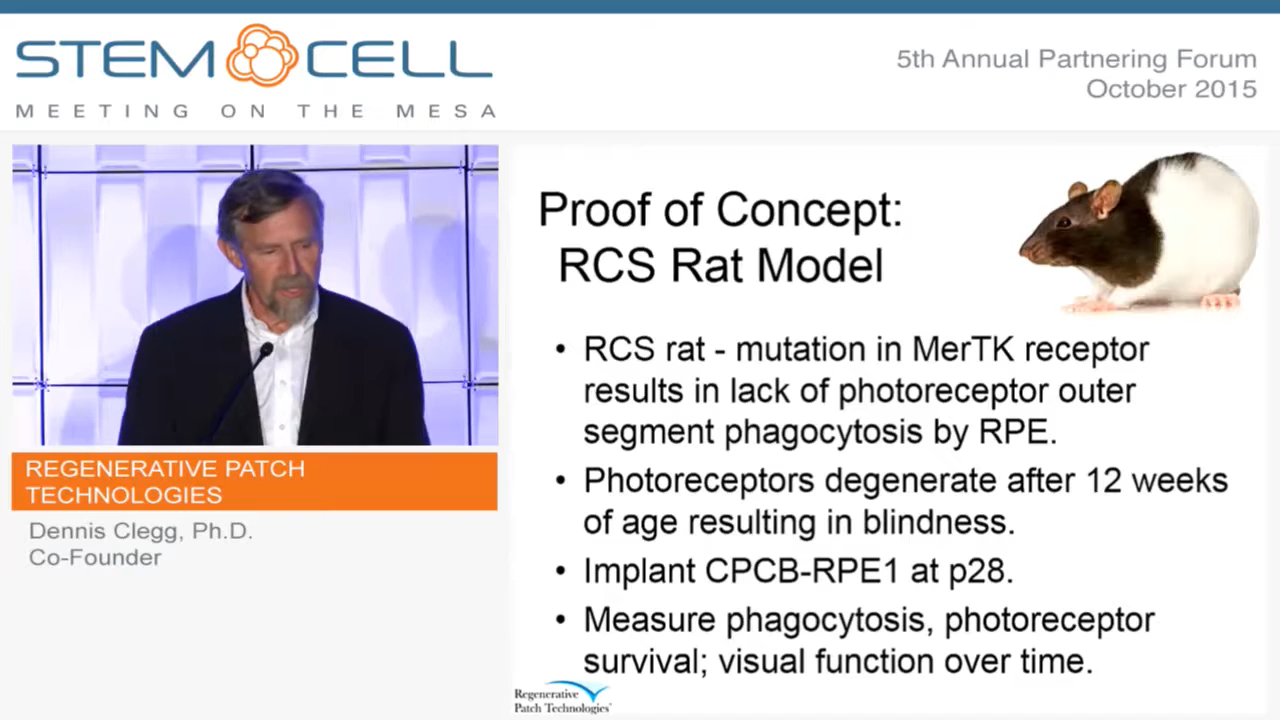 STEM CELL
MEETING ON THE MESA
5th Annual Partnering Forum
October 2015
REGENERATIVE PATCH
TECHNOLOGIES
Dennis Clegg, Ph.D.
Co-Founder
Proof of Concept:
RCS Rat Model
• RCS rat - mutation in MerTK receptor
results in lack of photoreceptor outer
segment phagocytosis by RPE.
• Photoreceptors degenerate after 12 weeks
of age resulting in blindness.
• Implant CPCB-RPE1 at p28.
• Measure phagocytosis, photoreceptor
survival; visual function over time.
Regenerative
Patch Technologies